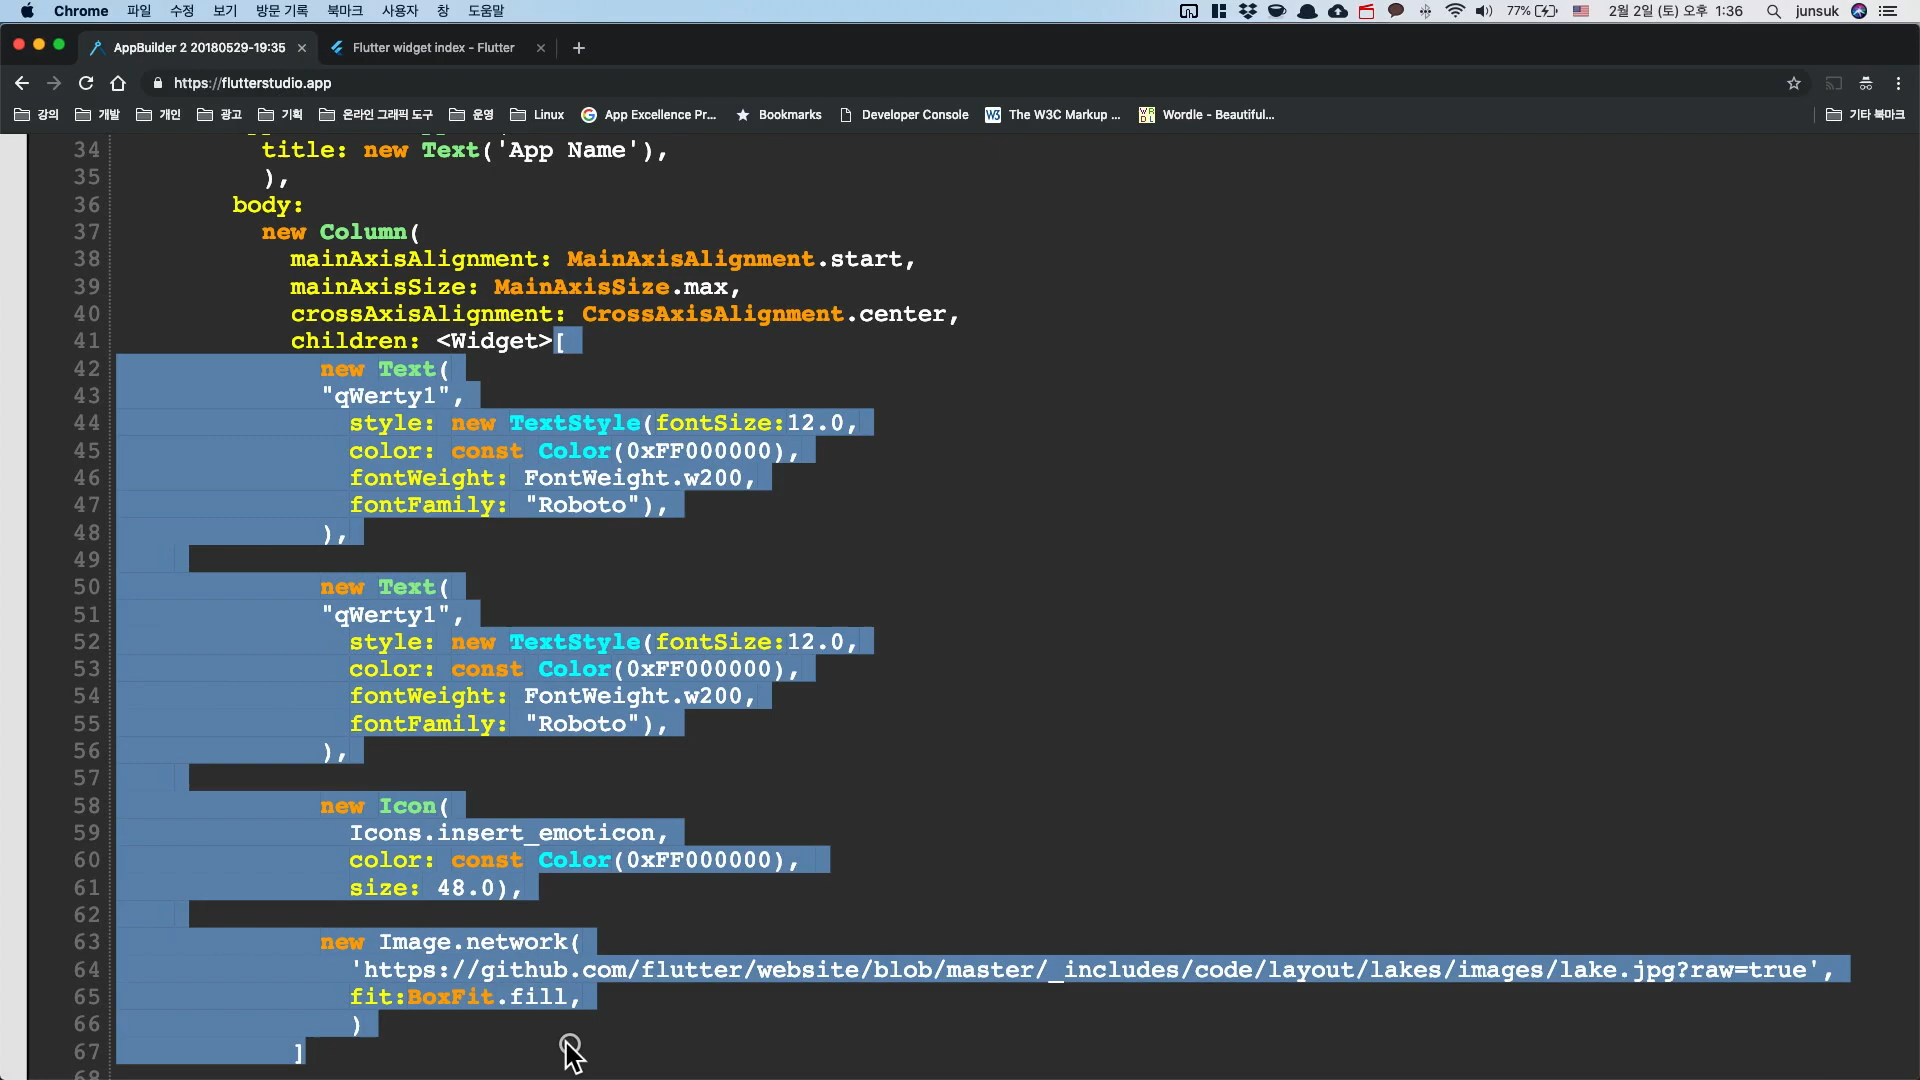 Chrome 파일 수정 보기 방문 기록 북마크 사용자 창 도움말 77% 2월 2일 (토) 오후 1:36 junsuk
AppBuilder 2 20180529-19:35 Flutter widget index - Flutter
https://flutterstudio.app
강의 개발 개인 광고 기획 온라인 그래픽 도구 운영 Linux App Excellence Pr... Bookmarks Developer Console The W3C Markup ... Wordle - Beautiful... 기타 북마크
34 title: new Text('App Name'),
35 ),
36 body:
37 new Column(
38 mainAxisAlignment: MainAxisAlignment.start,
39 mainAxisSize: MainAxisSize.max,
40 crossAxisAlignment: CrossAxisAlignment.center,
41 children: <Widget>[
42 new Text(
43 "qWerty1",
44 style: new TextStyle(fontSize:12.0,
45 color: const Color(0xFF000000),
46 fontWeight: FontWeight.w200,
47 fontFamily: "Roboto"),
48 ),
49
50 new Text(
51 "qWerty1",
52 style: new TextStyle(fontSize:12.0,
53 color: const Color(0xFF000000),
54 fontWeight: FontWeight.w200,
55 fontFamily: "Roboto"),
56 ),
57
58 new Icon(
59 Icons.insert_emoticon,
60 color: const Color(0xFF000000),
61 size: 48.0),
62
63 new Image.network(
64 'https://github.com/flutter/website/blob/master/_includes/code/layout/lakes/images/lake.jpg?raw=true',
65 fit:BoxFit.fill,
66 )
67 ]
68